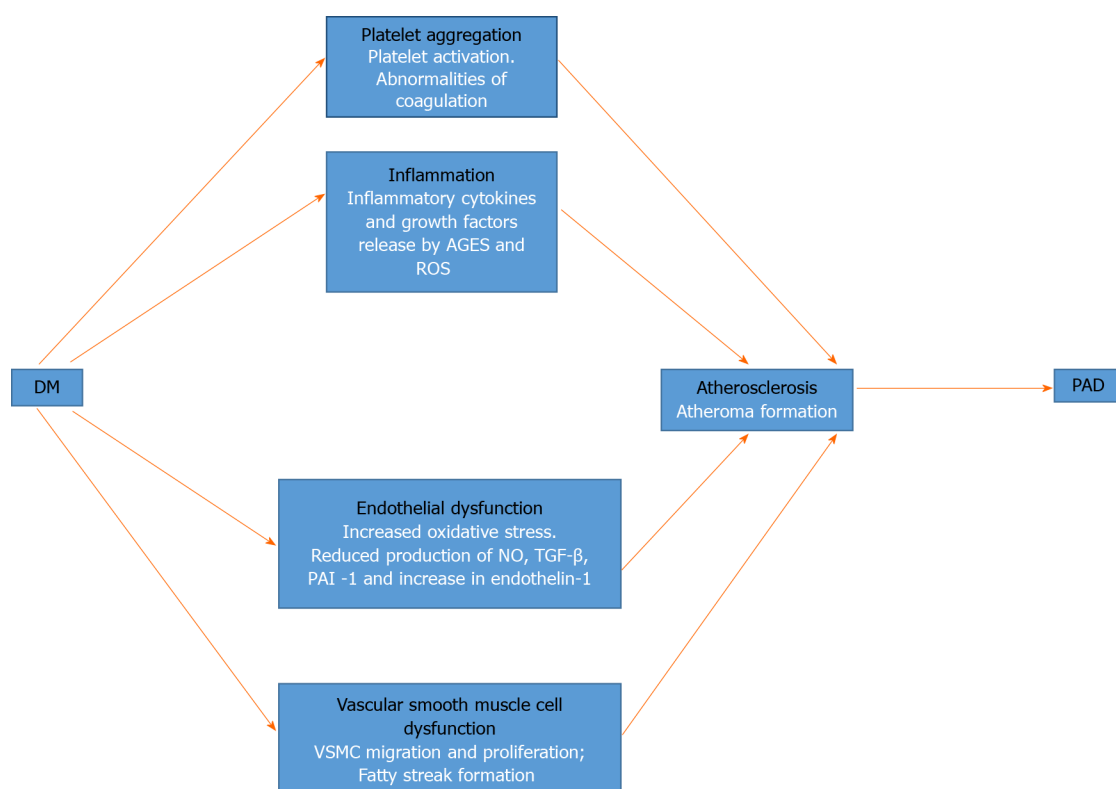 Platelet aggregation
Platelet activation.
Abnormalities of
coagulation
Inflammation
Inflammatory cytokines
and growth factors
release by AGES and
ROS
DM
Atherosclerosis
Atheroma formation
PAD
Endothelial dysfunction
Increased oxidative stress.
Reduced production of NO, TGF-β,
PAI -1 and increase in endothelin-1
Vascular smooth muscle cell
dysfunction
VSMC migration and proliferation;
Fatty streak formation